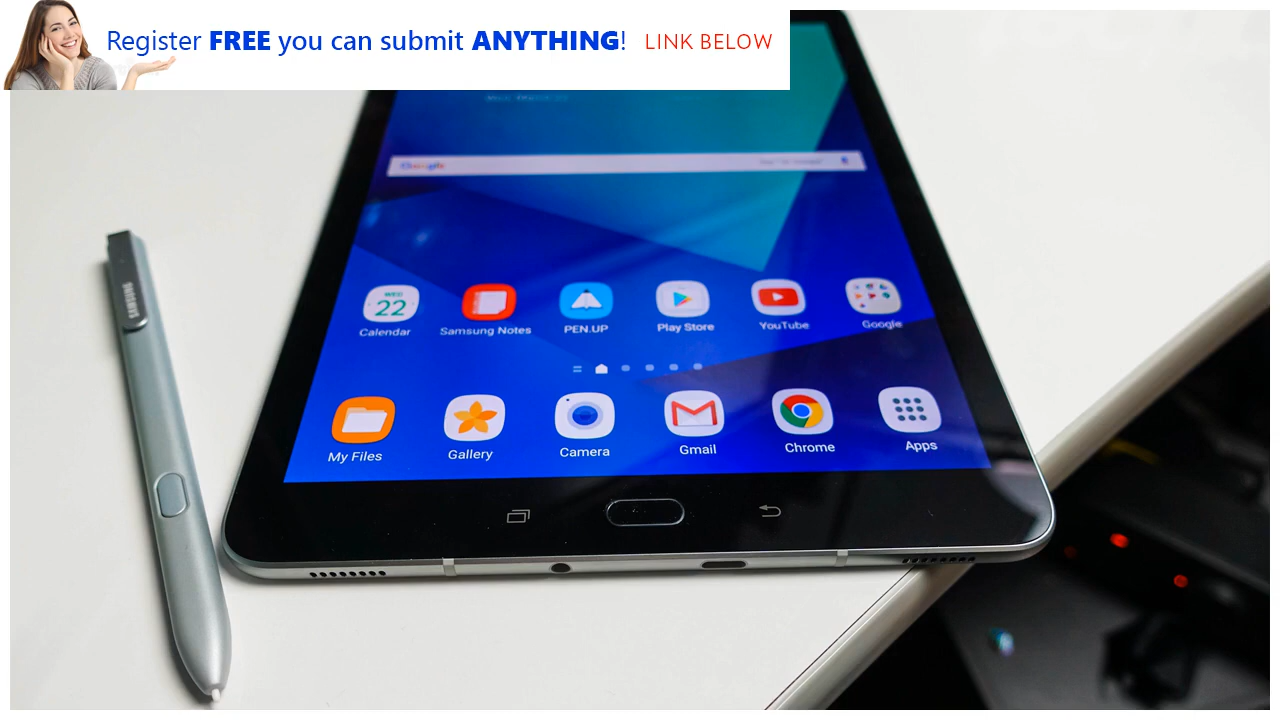 Register FREE you can submit ANYTHING! LINK BELOW
Google
SAMSUNG
WED
22
Calendar
Samsung Notes
PEN.UP
Play Store
YouTube
Google
My Files
Gallery
Camera
Gmail
Chrome
Apps